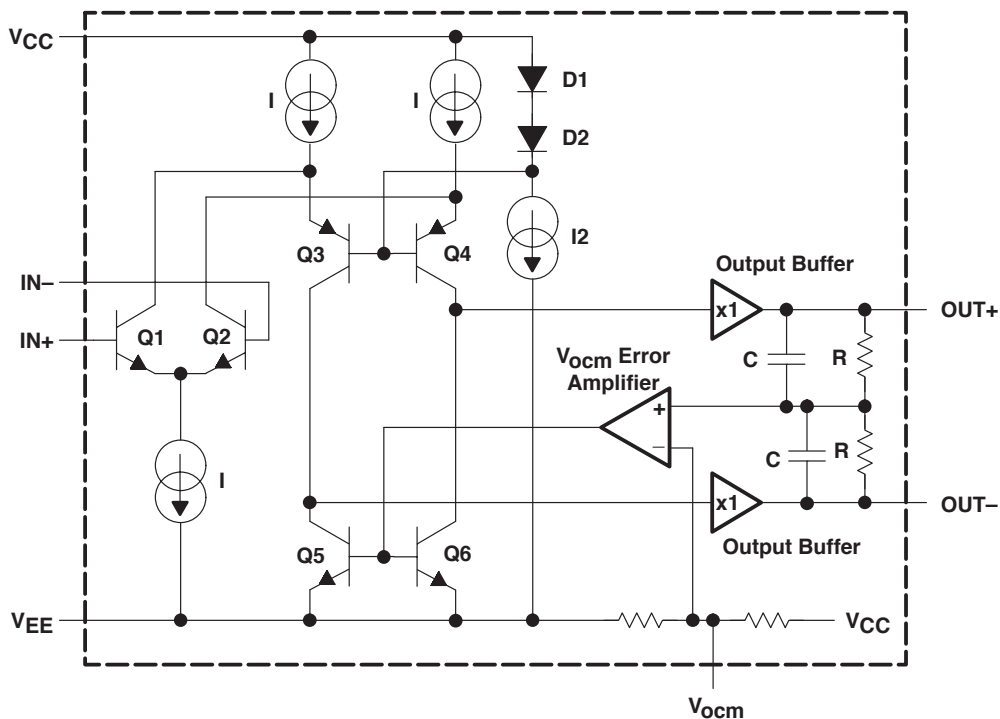 VCC
I
I
D1
D2
Q3
Q4
I2
IN–
IN+
Q1
Q2
Output Buffer
x1
OUT+
Vocm Error
Amplifier
C
R
+
–
C
R
I
x1
OUT–
Output Buffer
Q5
Q6
VEE
VCC
Vocm